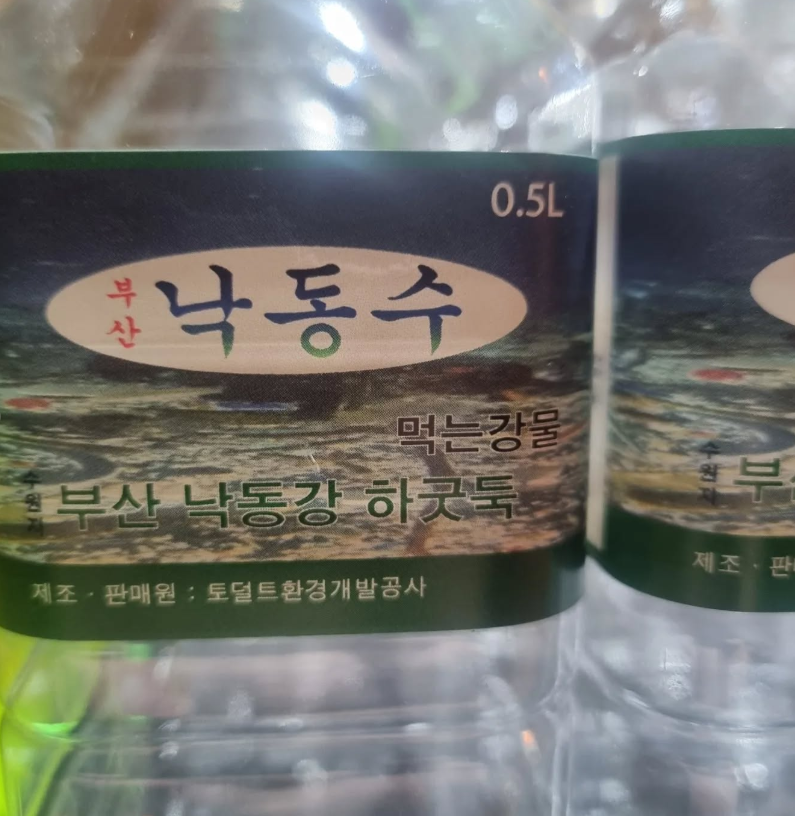 0.5L
부산 낙동수
먹는강물
수원지 부산 낙동강 하굿둑
제조 · 판매원 : 토덜트환경개발공사
수원지 부
제조 · 판